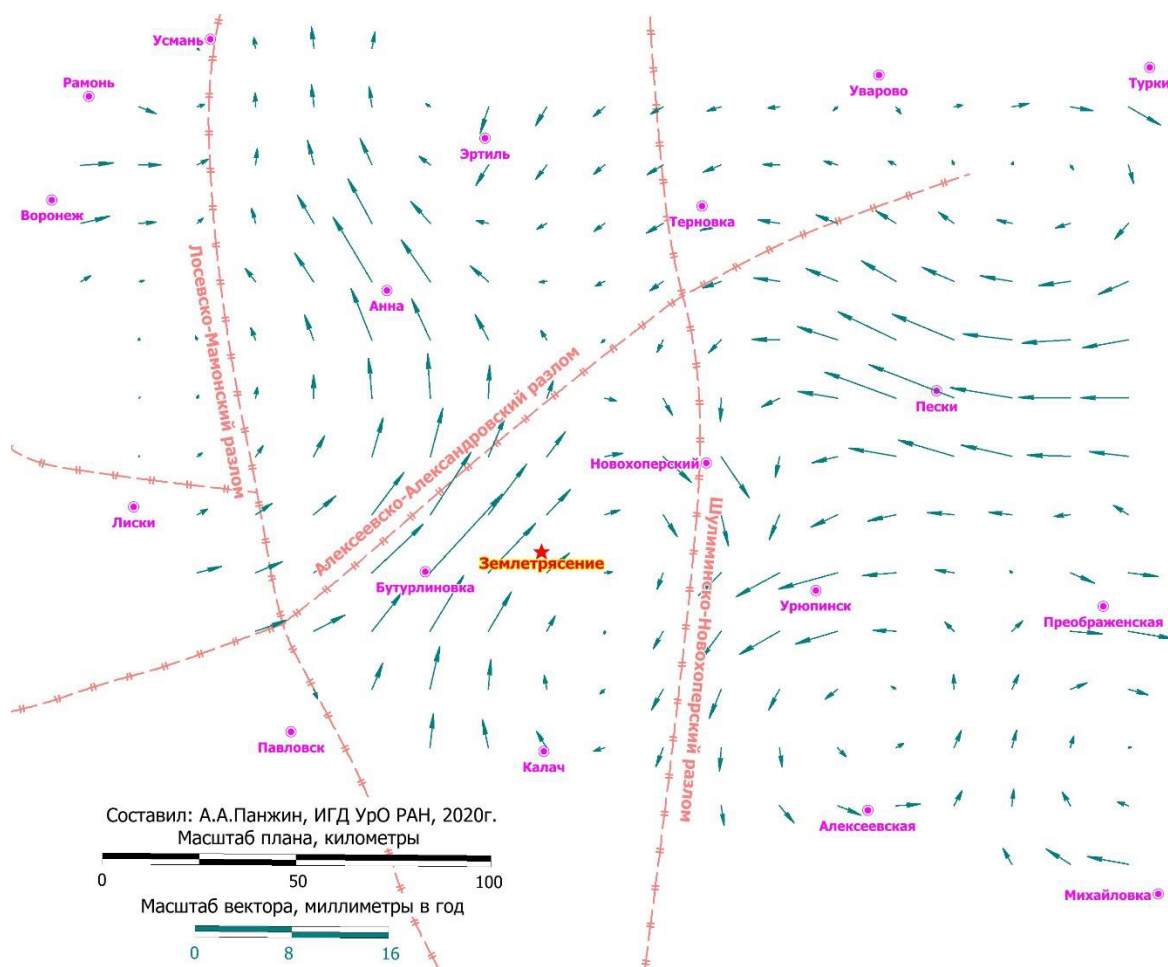 Усмань
Рамонь
Уварово
Турки
Эртиль
Воронеж
Терновка
Анна
Лосевско-Мамонский разлом
Алексеевско-Александровский разлом
Пески
Новохоперский
Лиски
Шулиминско-Новохоперский разлом
Землетрясение
Бутурлиновка
Урюпинск
Преображенская
Павловск
Калач
Алексеевская
Михайловка
Составил: А.А.Панжин, ИГД УрО РАН, 2020г.
Масштаб плана, километры
0 50 100
Масштаб вектора, миллиметры в год
0 8 16